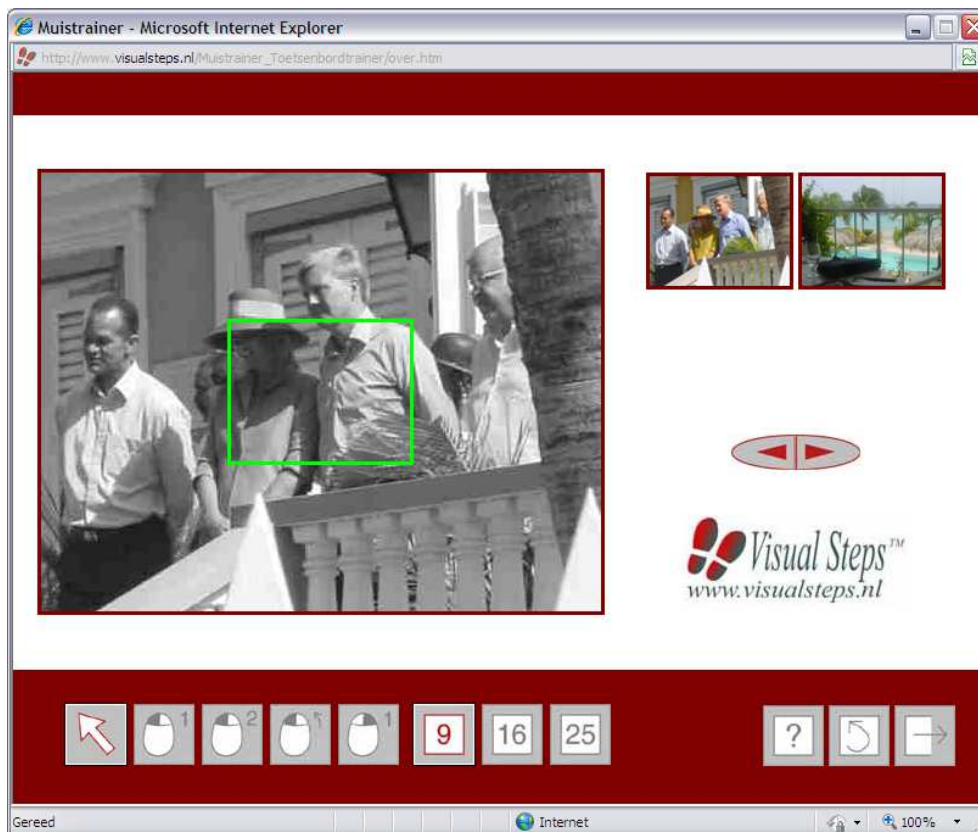 Muistrainer - Microsoft Internet Explorer
http://www.visualsteps.nl/Muistrainer_Toetsenbordtrainer/over.htm
Visual Steps™
www.visualsteps.nl
1
2
1
9
16
25
?
Gereed
Internet
100%